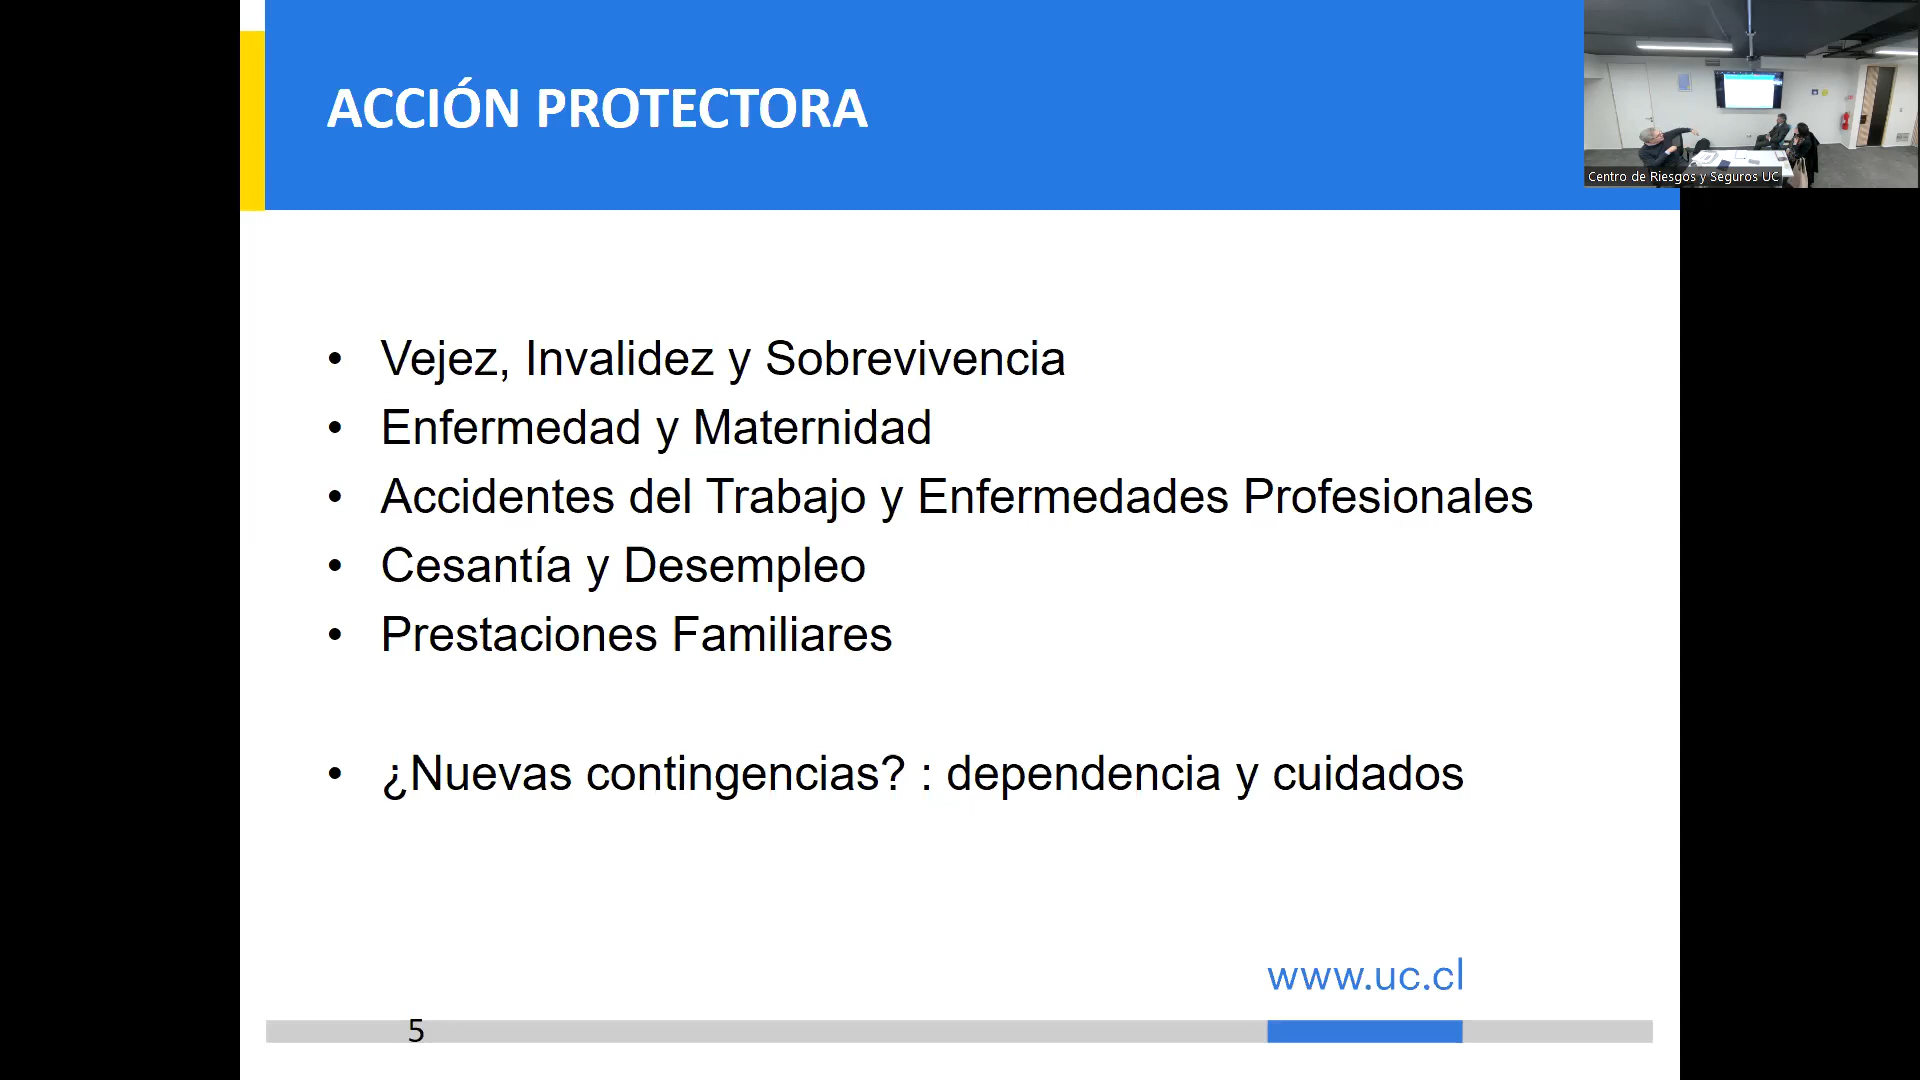 ACCIÓN PROTECTORA
Centro de Riesgos y Seguros UC
• Vejez, Invalidez y Sobrevivencia
• Enfermedad y Maternidad
• Accidentes del Trabajo y Enfermedades Profesionales
• Cesantía y Desempleo
• Prestaciones Familiares
• ¿Nuevas contingencias? : dependencia y cuidados
www.uc.cl
5